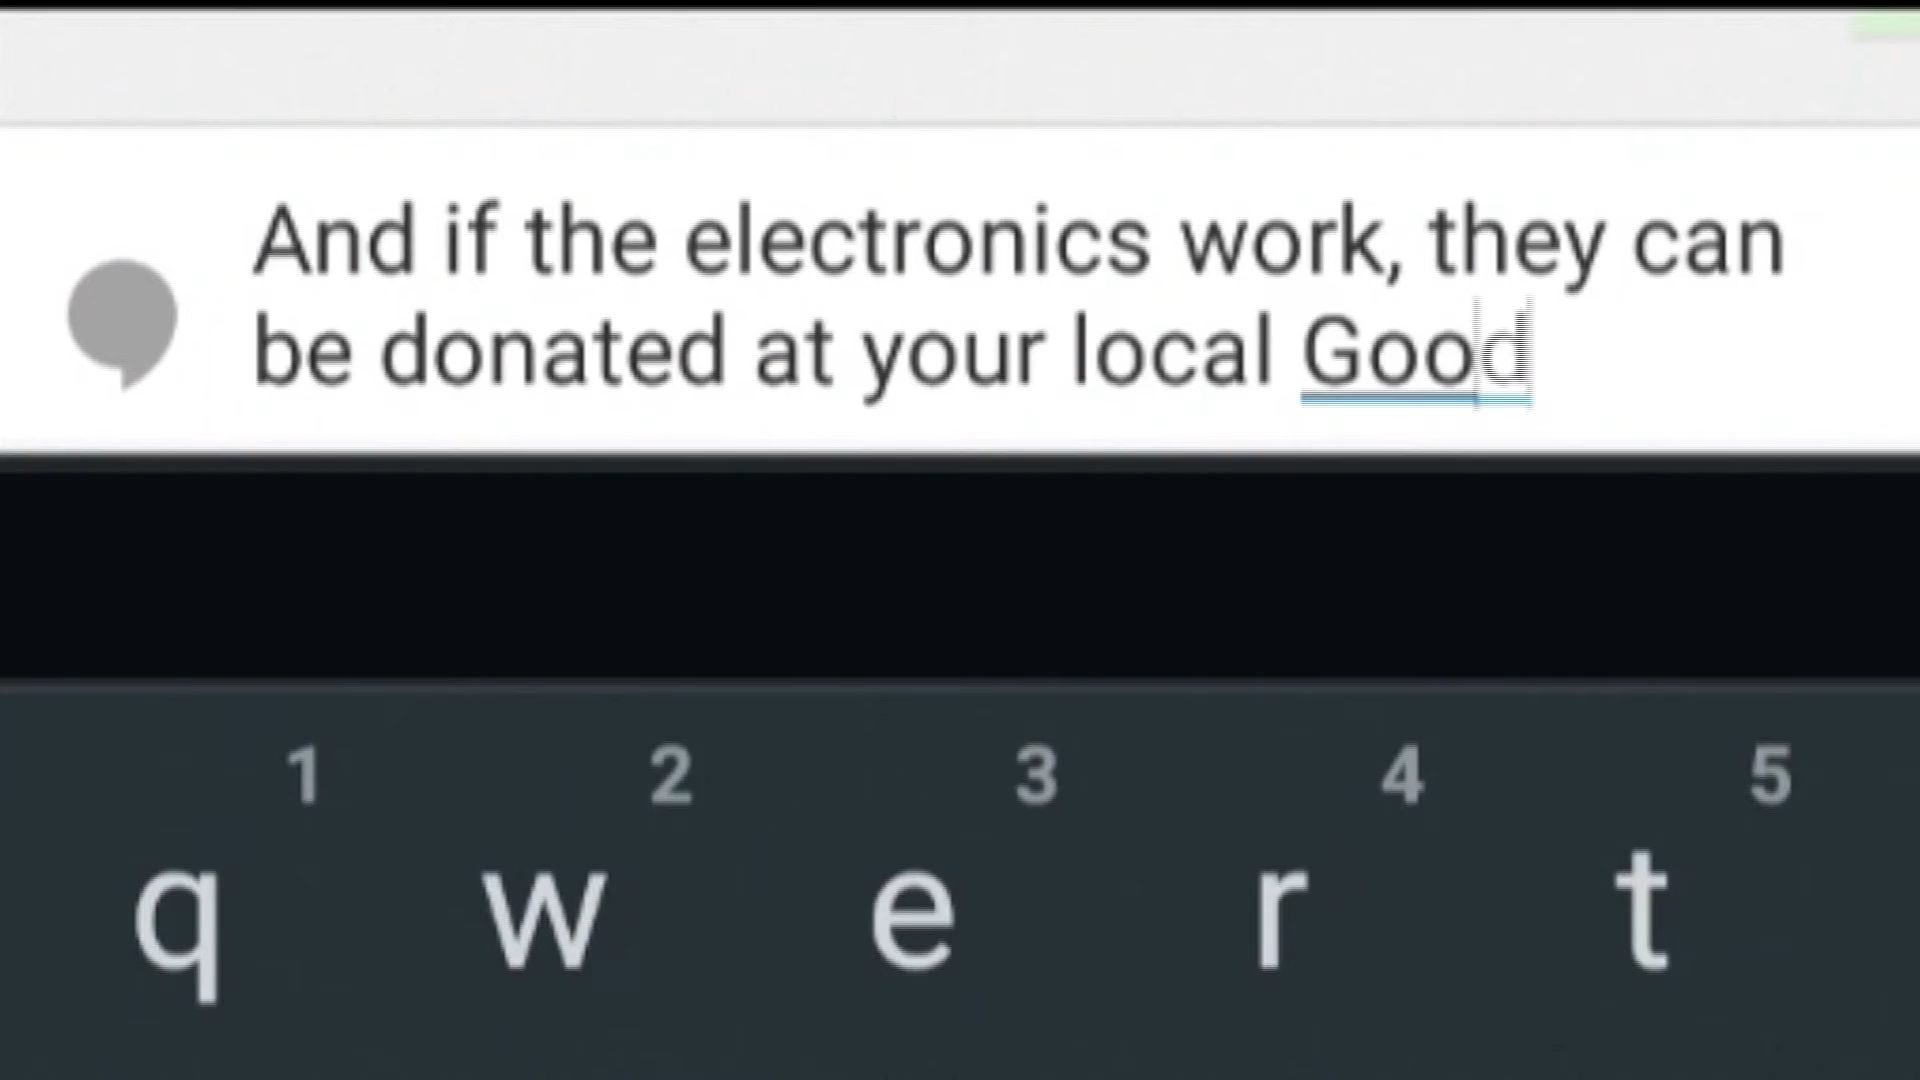 And if the electronics work, they can
be donated at your local Good
1 2 3 4 5
q w e r t